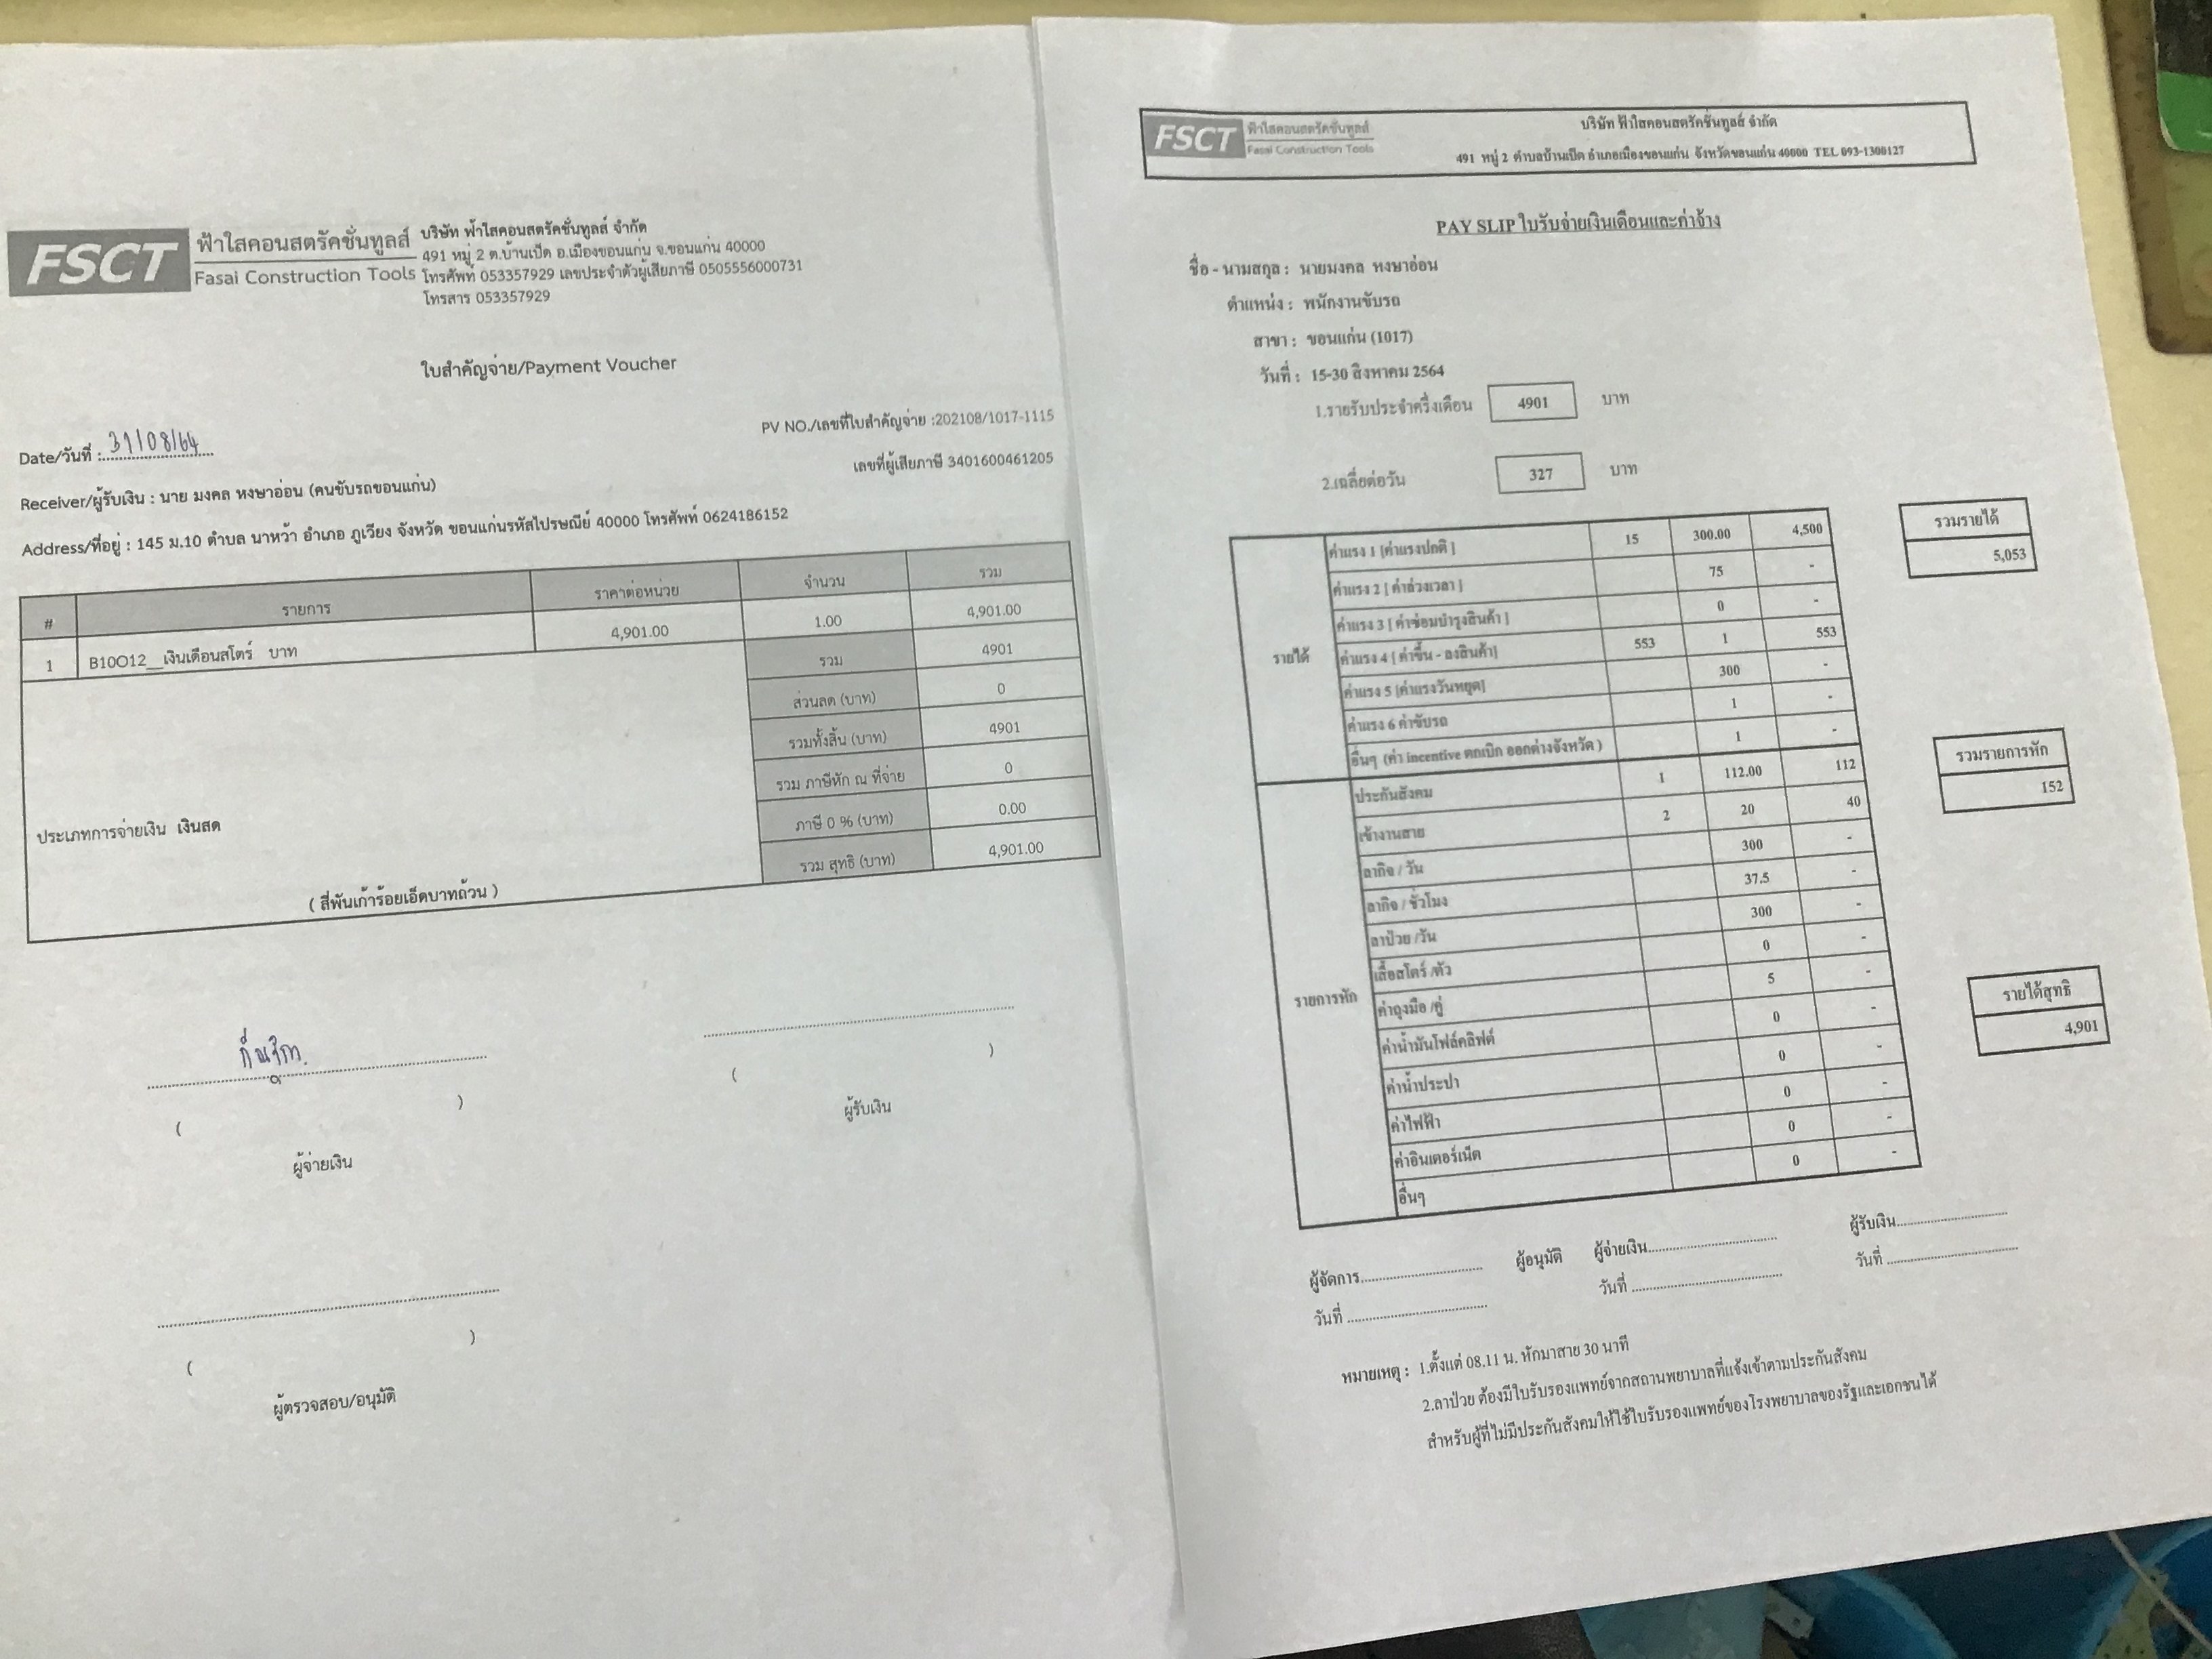 FSCT
ฟ้าใสคอนสตรัคชั่นทูลส์
Fasai Construction Tools
บริษัท ฟ้าใสคอนสตรัคชั่นทูลส์ จำกัด
491 หมู่ 2 ต.บ้านเป็ด อ.เมืองขอนแก่น จ.ขอนแก่น 40000
โทรศัพท์ 053357929 เลขประจำตัวผู้เสียภาษี 0505556000731
โทรสาร 053357929
ใบสำคัญจ่าย/Payment Voucher
PV NO./เลขที่ใบสำคัญจ่าย :202108/1017-1115
Date/วันที่ : 31/08/64
เลขที่ผู้เสียภาษี 3401600461205
Receiver/ผู้รับเงิน : นาย มงคล หงษาอ่อน (คนขับรถขอนแก่น)
Address/ที่อยู่ : 145 ม.10 ตำบล นาหว้า อำเภอ ภูเวียง จังหวัด ขอนแก่นรหัสไปรษณีย์ 40000 โทรศัพท์ 0624186152
# รายการ ราคาต่อหน่วย จำนวน รวม
1 B10O12__เงินเดือนสโตร์ บาท 4,901.00 1.00 4,901.00
รวม 4901
ส่วนลด (บาท) 0
รวมทั้งสิ้น (บาท) 4901
รวม ภาษีหัก ณ ที่จ่าย 0
ประเภทการจ่ายเงิน เงินสด
ภาษี 0 % (บาท) 0.00
รวม สุทธิ (บาท) 4,901.00
( สี่พันเก้าร้อยเอ็ดบาทถ้วน )
( )
ผู้จ่ายเงิน
( )
ผู้รับเงิน
( )
ผู้ตรวจสอบ/อนุมัติ
FSCT
ฟ้าใสคอนสตรัคชั่นทูลส์
Fasai Construction Tools
บริษัท ฟ้าใสคอนสตรัคชั่นทูลส์ จำกัด
491 หมู่ 2 ตำบลบ้านเป็ด อำเภอเมืองขอนแก่น จังหวัดขอนแก่น 40000 TEL 093-1300127
PAY SLIP ใบรับจ่ายเงินเดือนและค่าจ้าง
ชื่อ - นามสกุล : นายมงคล หงษาอ่อน
ตำแหน่ง : พนักงานขับรถ
สาขา : ขอนแก่น (1017)
วันที่ : 15-30 สิงหาคม 2564
1.รายรับประจำครึ่งเดือน 4901 บาท
2.เฉลี่ยต่อวัน 327 บาท
รายได้
ค่าแรง 1 [ค่าแรงปกติ ] 15 300.00 4,500
ค่าแรง 2 [ ค่าล่วงเวลา ] 75 -
ค่าแรง 3 [ ค่าซ่อมบำรุงสินค้า ] 0 -
ค่าแรง 4 [ ค่าขึ้น - ลงสินค้า] 553 1 553
ค่าแรง 5 [ค่าแรงวันหยุด] 300 -
ค่าแรง 6 ค่าขับรถ 1 -
อื่นๆ (ค่า incentive ตกเบิก ออกต่างจังหวัด ) 1 -
รายการหัก
ประกันสังคม 1 112.00 112
เข้างานสาย 2 20 40
ลากิจ / วัน 300 -
ลากิจ / ชั่วโมง 37.5 -
ลาป่วย /วัน 300 -
เสื้อสโตร์ /ตัว 0 -
ค่าถุงมือ /คู่ 5 -
ค่าน้ำมันโฟล์คลิฟต์ 0 -
ค่าน้ำประปา 0 -
ค่าไฟฟ้า 0 -
ค่าอินเตอร์เน็ต 0 -
อื่นๆ 0 -
รวมรายได้
5,053
รวมรายการหัก
152
รายได้สุทธิ
4,901
ผู้จัดการ ผู้อนุมัติ ผู้จ่ายเงิน ผู้รับเงิน
วันที่ วันที่ วันที่
หมายเหตุ : 1.ตั้งแต่ 08.11 น. หักมาสาย 30 นาที
2.ลาป่วย ต้องมีใบรับรองแพทย์จากสถานพยาบาลที่แจ้งเข้าตามประกันสังคม
สำหรับผู้ที่ไม่มีประกันสังคมให้ใช้ใบรับรองแพทย์ของโรงพยาบาลของรัฐและเอกชนได้